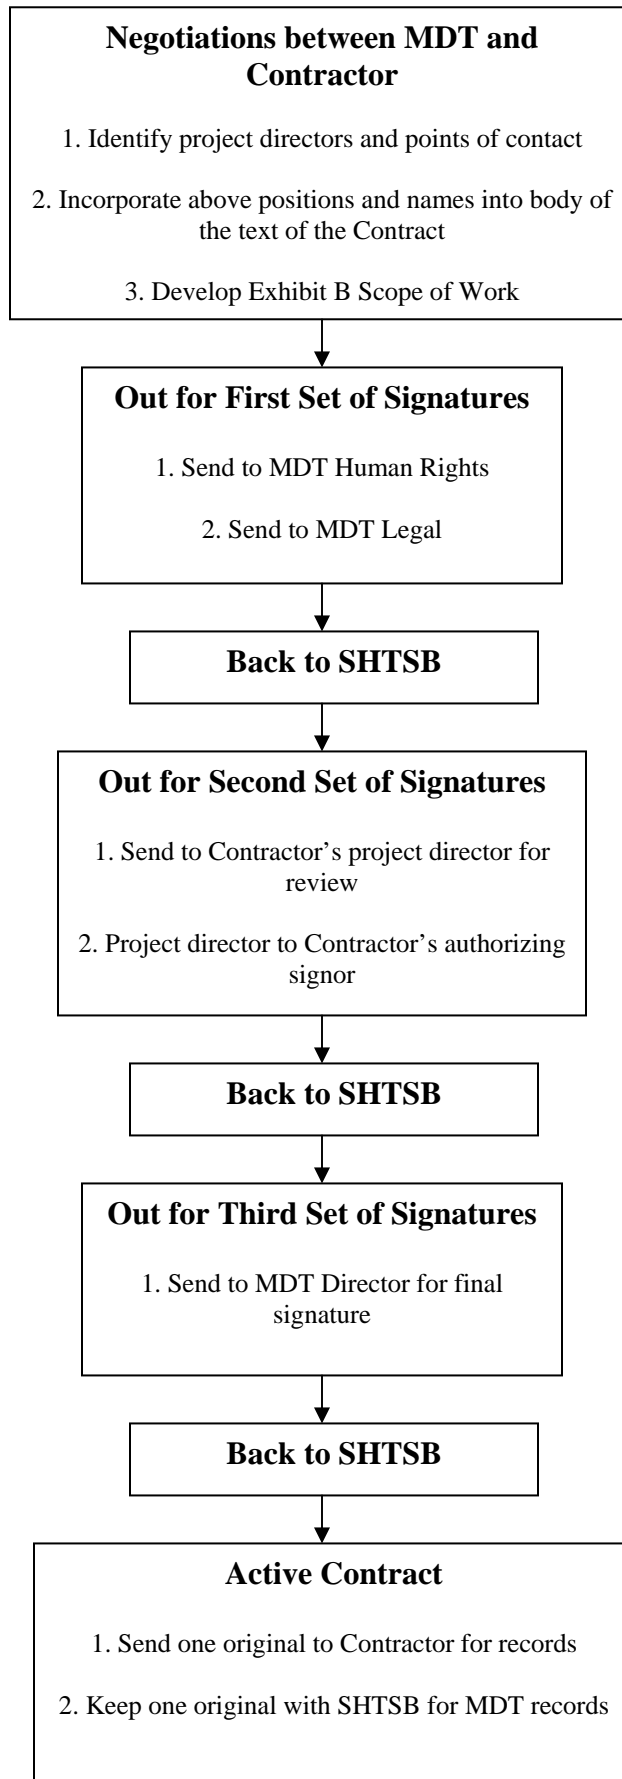 Negotiations between MDT and
Contractor
1. Identify project directors and points of contact
2. Incorporate above positions and names into body of
the text of the Contract
3. Develop Exhibit B Scope of Work
Out for First Set of Signatures
1. Send to MDT Human Rights
2. Send to MDT Legal
Back to SHTSB
Out for Second Set of Signatures
1. Send to Contractor’s project director for
review
2. Project director to Contractor’s authorizing
signor
Back to SHTSB
Out for Third Set of Signatures
1. Send to MDT Director for final
signature
Back to SHTSB
Active Contract
1. Send one original to Contractor for records
2. Keep one original with SHTSB for MDT records